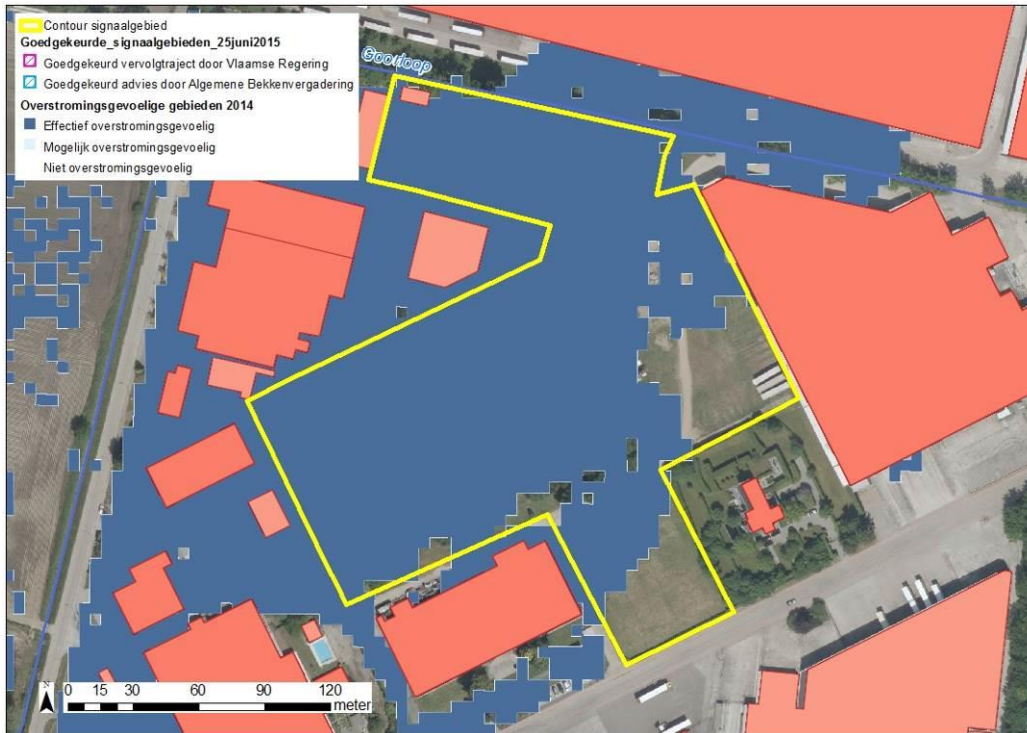 Contour signaalgebied
Goedgekeurde_signaalgebieden_25juni2015
Goedgekeurd vervolgtraject door Vlaamse Regering
Goedgekeurd advies door Algemene Bekkenvergadering
Overstromingsgevoelige gebieden 2014
Effectief overstromingsgevoelig
Mogelijk overstromingsgevoelig
Niet overstromingsgevoelig
Goorloop
N
0 15 30 60 90 120
meter